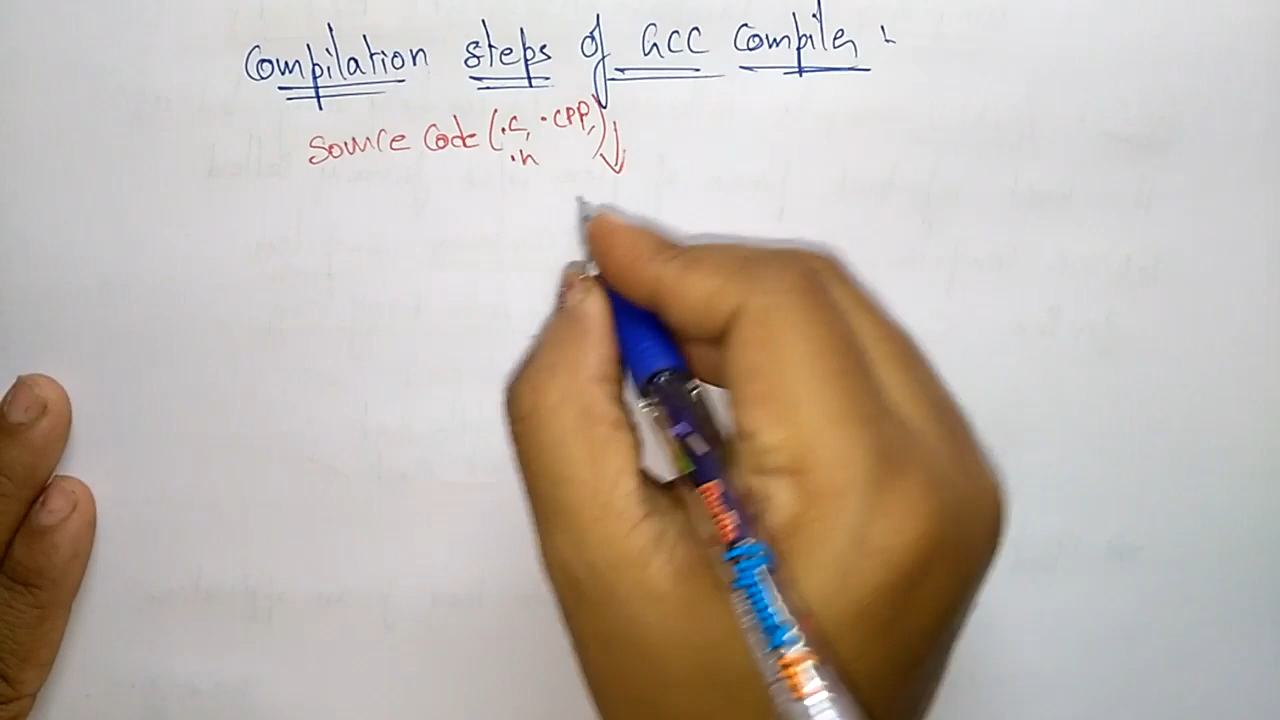 Compilation steps of GCC Compiler :
Source Code (.c, .cpp,
.h)